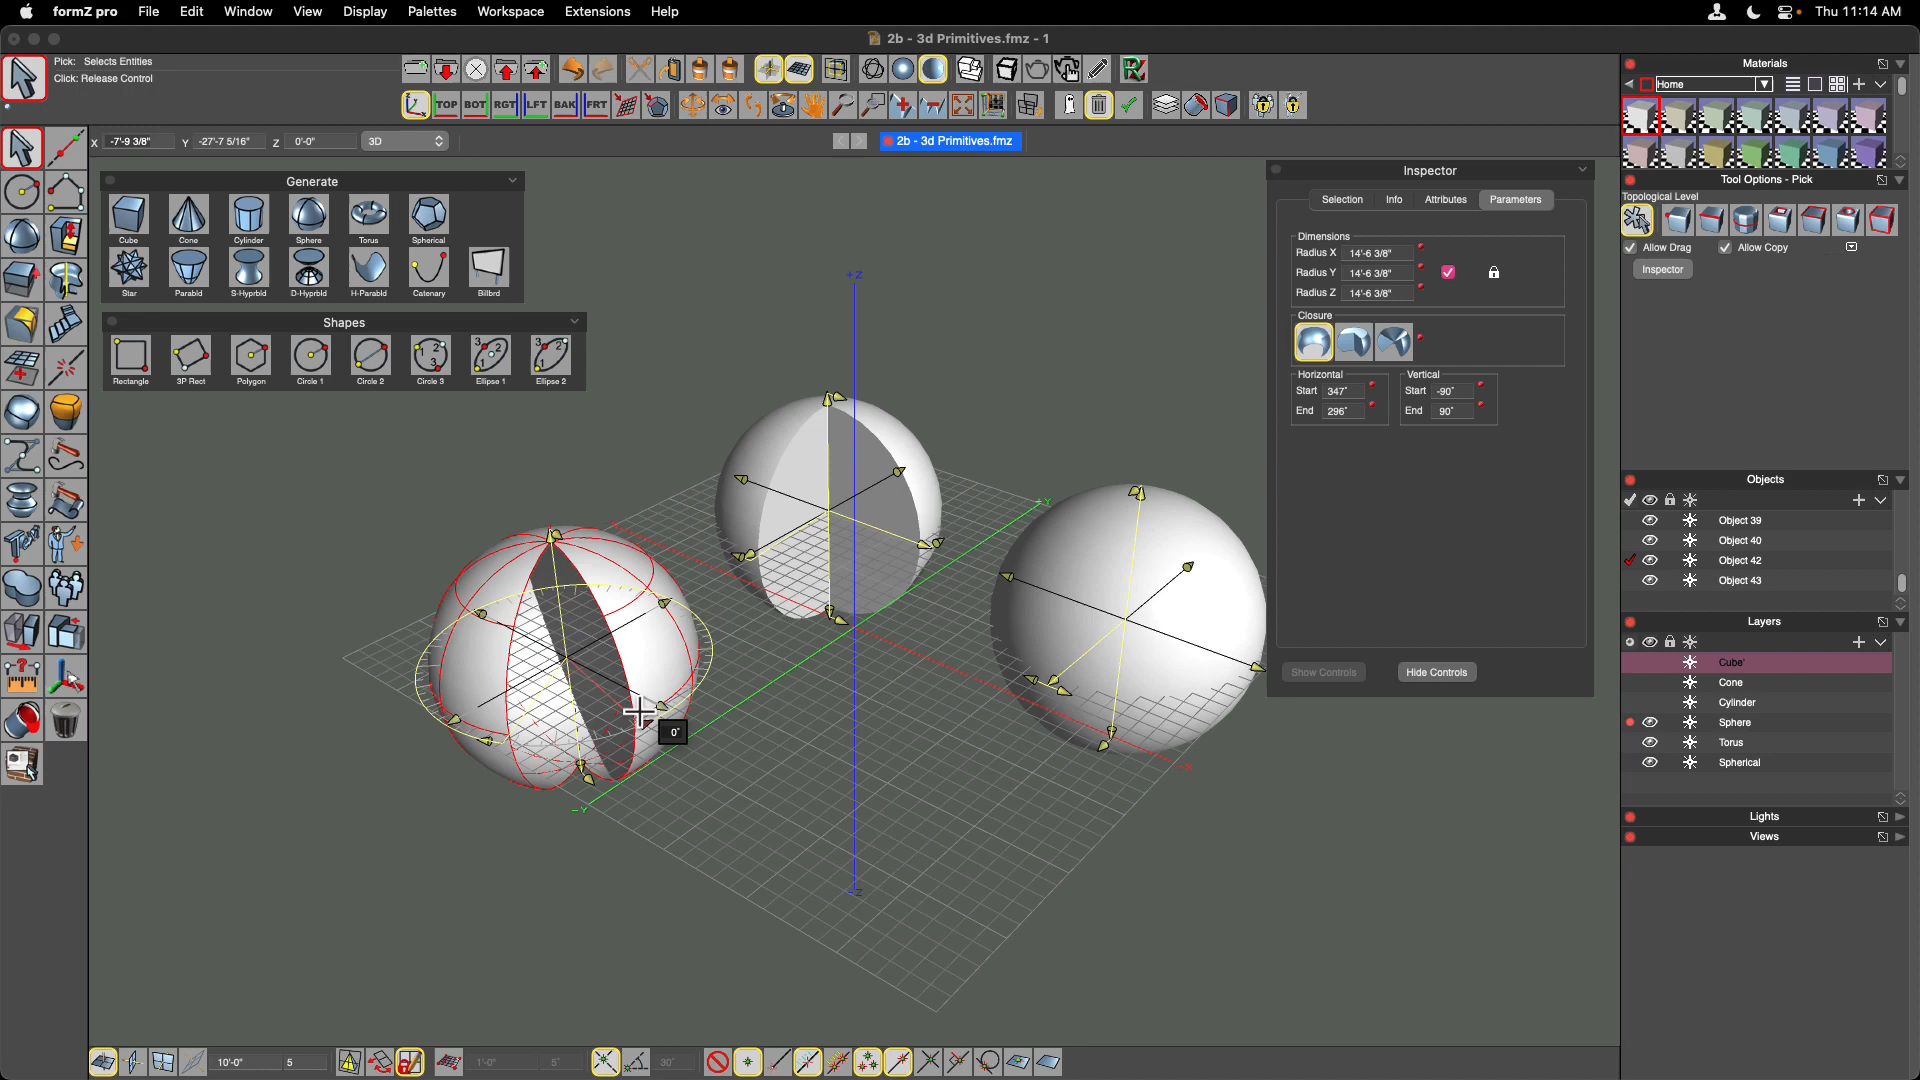 formZ pro File Edit Window View Display Palettes Workspace Extensions Help Thu 11:14 AM
2b - 3d Primitives.fmz - 1
Pick: Selects Entities
Click: Release Control
TOP BOT RGT LFT BAK FRT
X -7'-9 3/8" Y -27'-7 5/16" Z 0'-0" 3D
2b - 3d Primitives.fmz
Generate
Cube Cone Cylinder Sphere Torus Spherical
Star Parabld S-Hyprbld D-Hyprbld H-Parabld Catenary Billbrd
Shapes
Rectangle 3P Rect Polygon Circle 1 Circle 2 Circle 3 Ellipse 1 Ellipse 2
+Z
+Y
-X
-Y
-Z
0°
Inspector
Selection Info Attributes Parameters
Dimensions
Radius X 14'-6 3/8"
Radius Y 14'-6 3/8"
Radius Z 14'-6 3/8"
Closure
Horizontal Vertical
Start 347° Start -90°
End 296° End 90°
Show Controls Hide Controls
Materials
Home
Tool Options - Pick
Topological Level
Allow Drag Allow Copy
Inspector
Objects
Object 39
Object 40
Object 42
Object 43
Layers
Cube'
Cone
Cylinder
Sphere
Torus
Spherical
Lights
Views
10'-0" 5 1'-0" 5° 30°